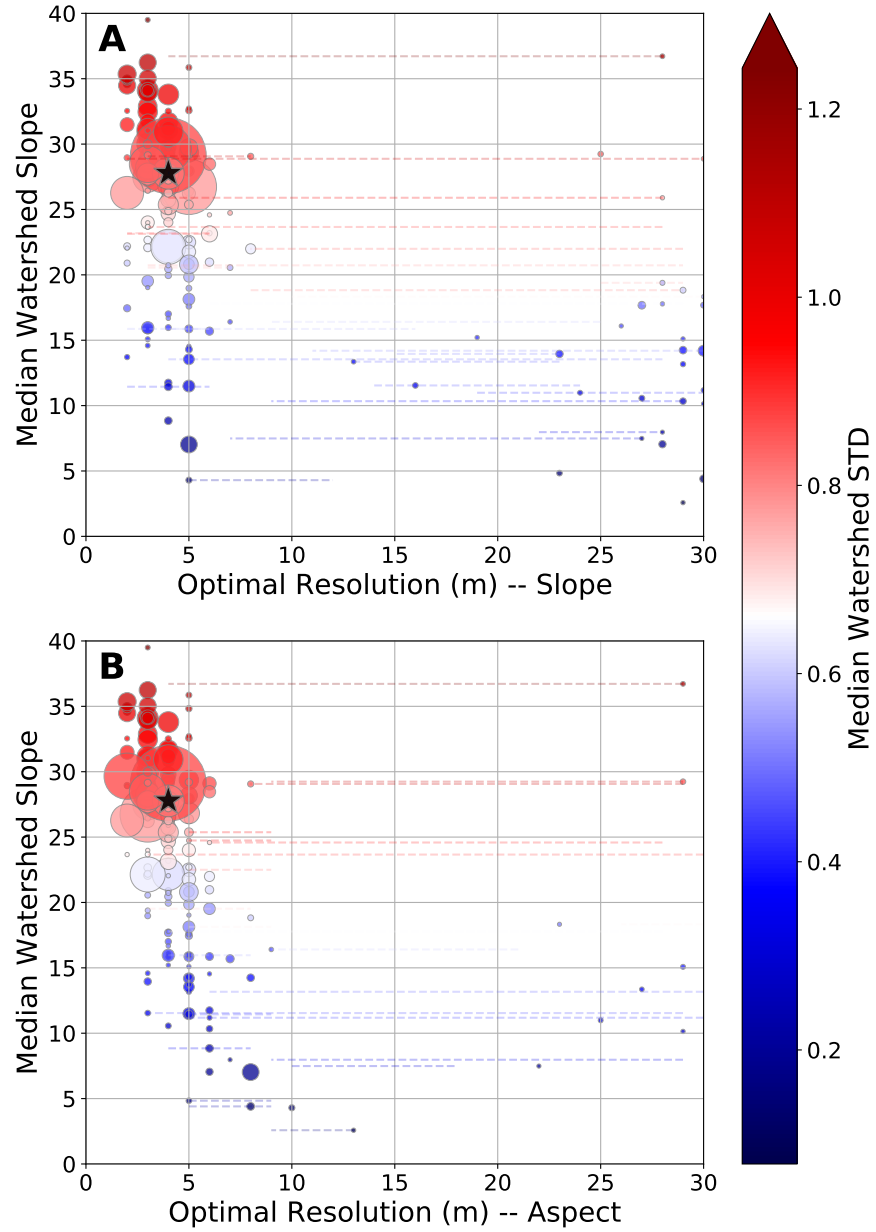 A
40
35
30
25
20
15
10
5
0
Median Watershed Slope
0 5 10 15 20 25 30
Optimal Resolution (m) -- Slope
B
40
35
30
25
20
15
10
5
0
Median Watershed Slope
0 5 10 15 20 25 30
Optimal Resolution (m) -- Aspect
1.2
1.0
0.8
0.6
0.4
0.2
Median Watershed STD